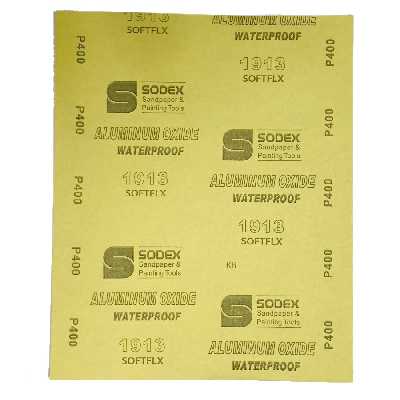 1913
SOFTFLX
P400
SODEX
Sandpaper &
Painting Tools
ALUMINUM OXIDE
WATERPROOF
1913
SOFTFLX
P400
SODEX
Sandpaper &
Painting Tools
ALUMINUM OXIDE
WATERPROOF
1913
SOFTFLX
P400
SODEX
Sandpaper &
Painting Tools
ALUMINUM OXIDE
WATERPROOF
1913
SOFTFLX
KH
P400
SODEX
Sandpaper &
Painting Tools
ALUMINUM OXIDE
WATERPROOF
ALUMINUM OXIDE
WATERPROOF
P400
P400
P400
P400
P400